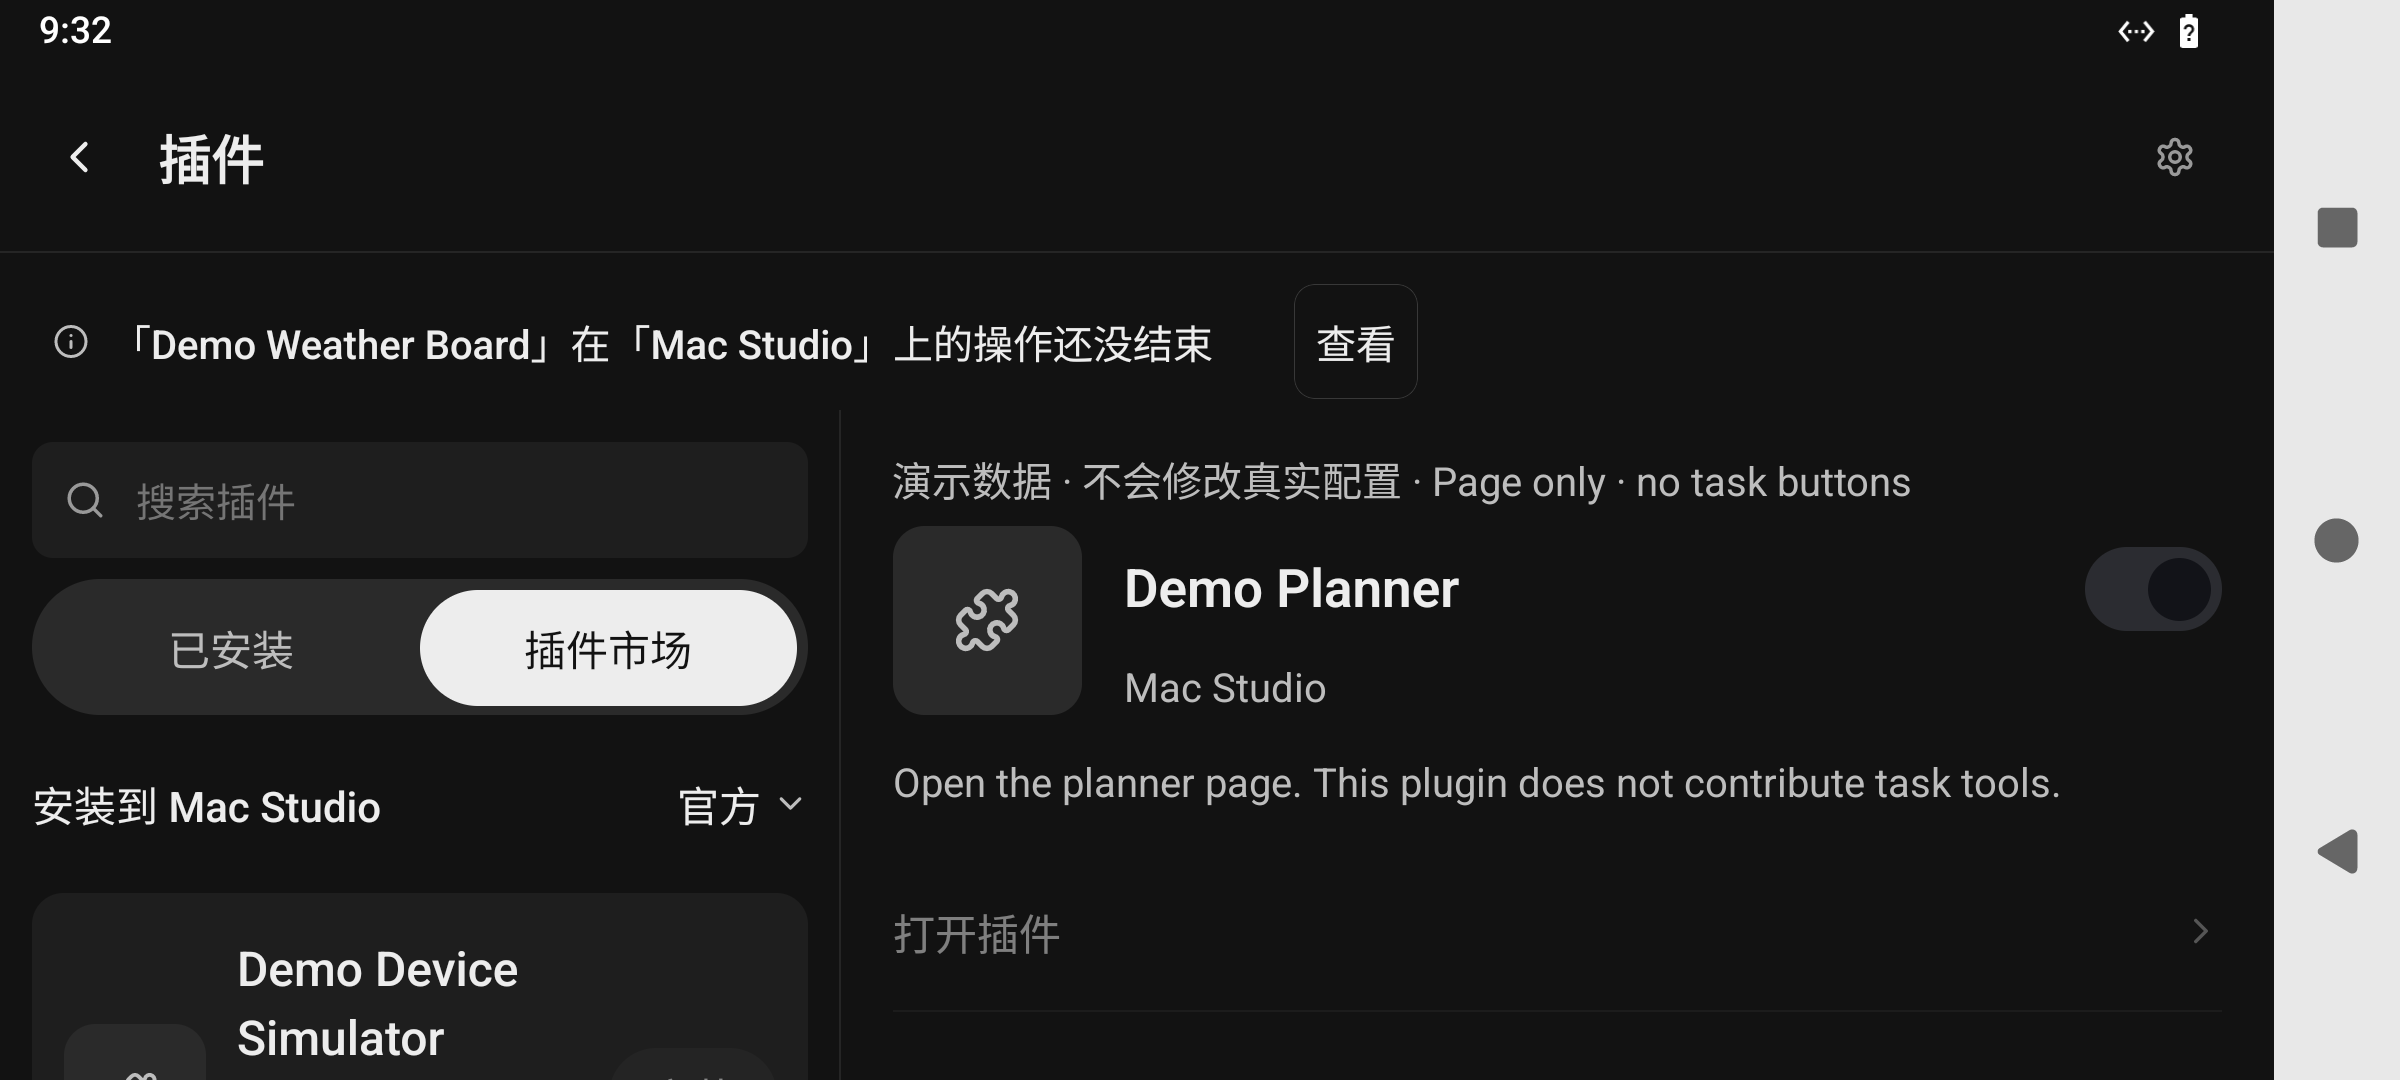 9:32
插件
「Demo Weather Board」在「Mac Studio」上的操作还没结束
查看
搜索插件
已安装
插件市场
安装到 Mac Studio
官方
Demo Device
Simulator
演示数据 · 不会修改真实配置 · Page only · no task buttons
Demo Planner
Mac Studio
Open the planner page. This plugin does not contribute task tools.
打开插件